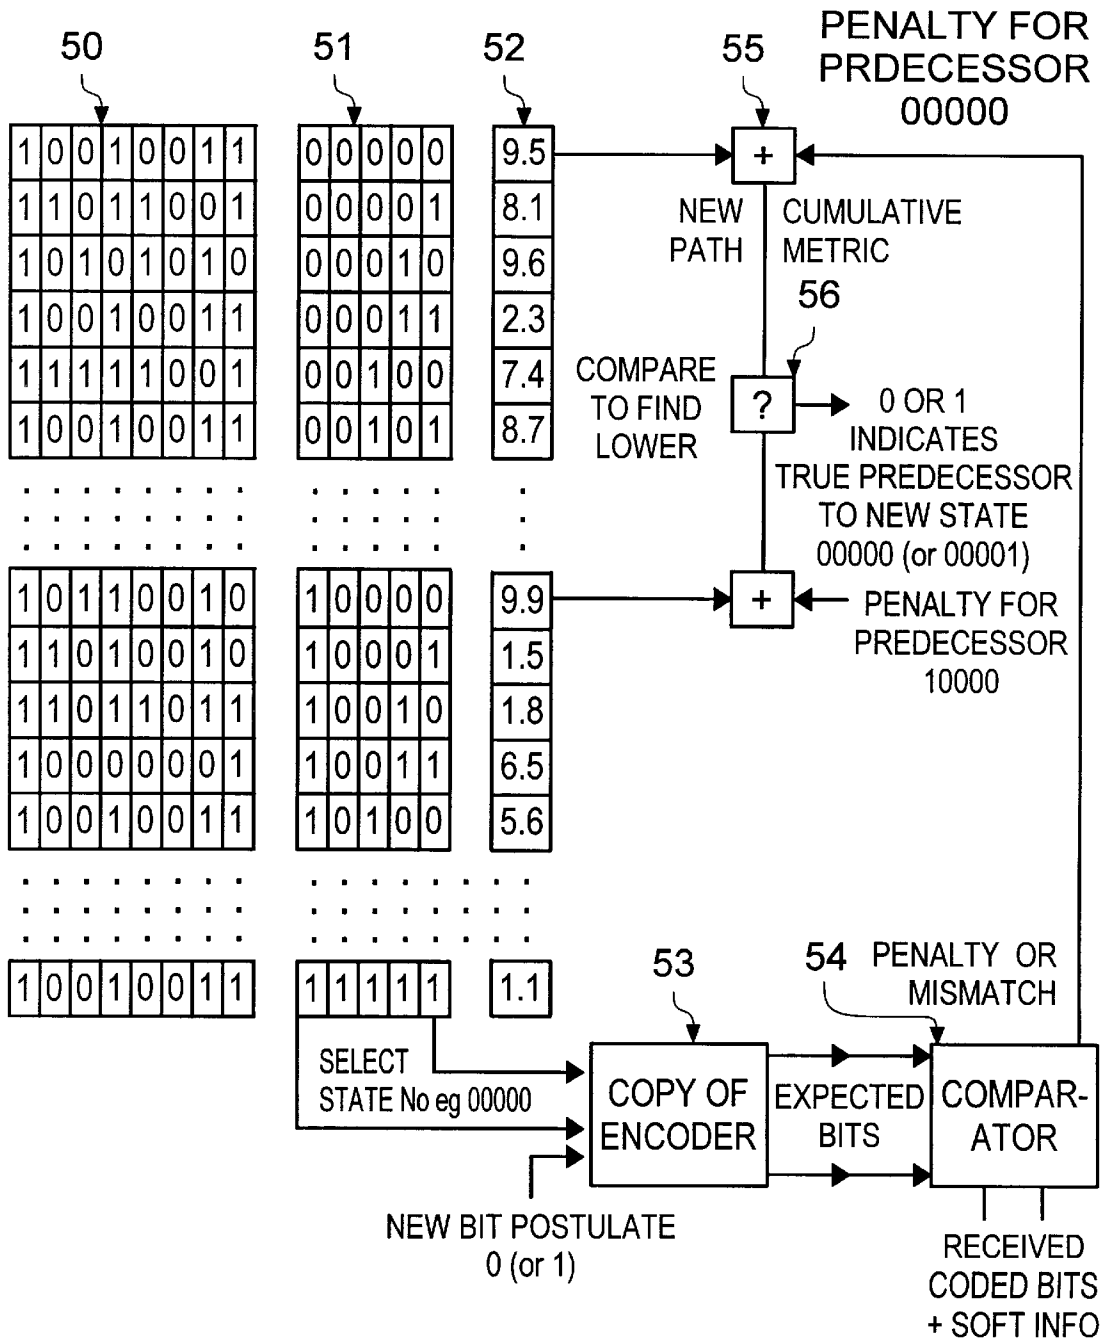 50 51 52 55 PENALTY FOR
PRDECESSOR
00000
1 0 0 1 0 0 1 1 0 0 0 0 0 9.5 +
1 1 0 1 1 0 0 1 0 0 0 0 1 8.1
1 0 1 0 1 0 1 0 0 0 0 1 0 9.6
1 0 0 1 0 0 1 1 0 0 0 1 1 2.3
1 1 1 1 1 0 0 1 0 0 1 0 0 7.4
1 0 0 1 0 0 1 1 0 0 1 0 1 8.7
NEW
PATH
CUMULATIVE
METRIC
56
COMPARE
TO FIND
LOWER
?
0 OR 1
INDICATES
TRUE PREDECESSOR
TO NEW STATE
00000 (or 00001)
1 0 1 1 0 0 1 0 1 0 0 0 0 9.9 +
1 1 0 1 0 0 1 0 1 0 0 0 1 1.5
1 1 0 1 1 0 1 1 1 0 0 1 0 1.8
1 0 0 0 0 0 0 1 1 0 0 1 1 6.5
1 0 0 1 0 0 1 1 1 0 1 0 0 5.6
PENALTY FOR
PREDECESSOR
10000
1 0 0 1 0 0 1 1 1 1 1 1 1 1.1
53
54 PENALTY OR
MISMATCH
SELECT
STATE No eg 00000
COPY OF
ENCODER
EXPECTED
BITS
COMPAR-
ATOR
NEW BIT POSTULATE
0 (or 1)
RECEIVED
CODED BITS
+ SOFT INFO